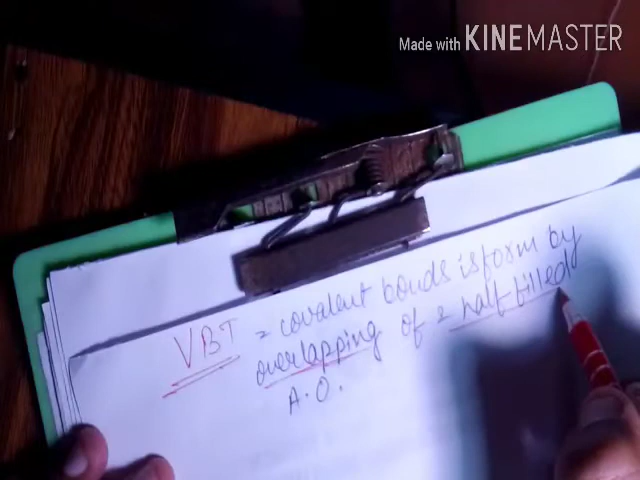 Made with KINEMASTER
VBT = covalent bonds is form by
overlapping of 2 half filled
A.O.